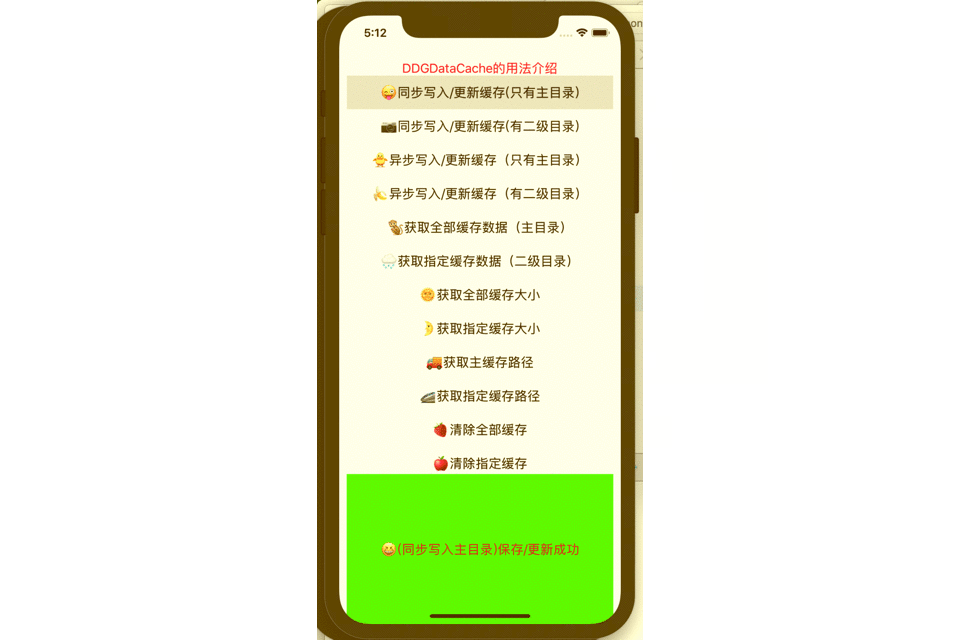 5:12
DDGDataCache的用法介绍
😜同步写入/更新缓存(只有主目录)
📷同步写入/更新缓存(有二级目录)
🐥异步写入/更新缓存（只有主目录）
🍌异步写入/更新缓存（有二级目录）
🐒获取全部缓存数据（主目录）
🌨获取指定缓存数据（二级目录）
🌞获取全部缓存大小
🌛获取指定缓存大小
🚒获取主缓存路径
🚄获取指定缓存路径
🍓清除全部缓存
🍎清除指定缓存
😀(同步写入主目录)保存/更新成功